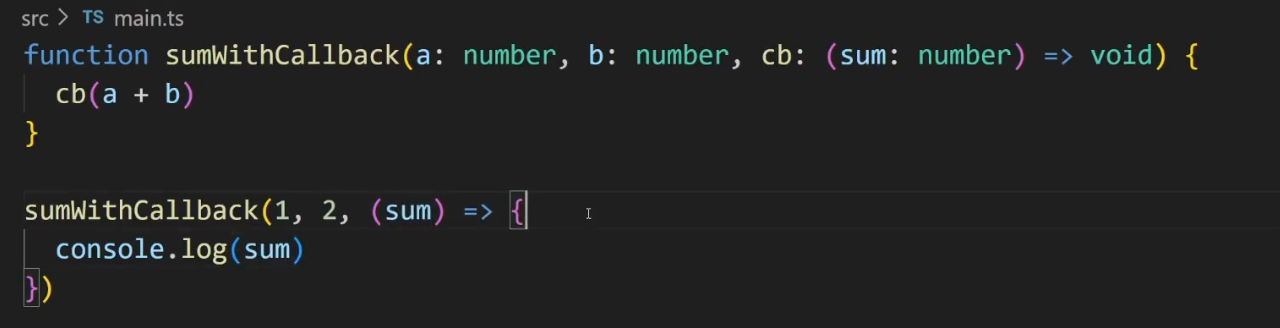 src > TS main.ts
function sumWithCallback(a: number, b: number, cb: (sum: number) => void) {
  cb(a + b)
}

sumWithCallback(1, 2, (sum) => {
  console.log(sum)
})